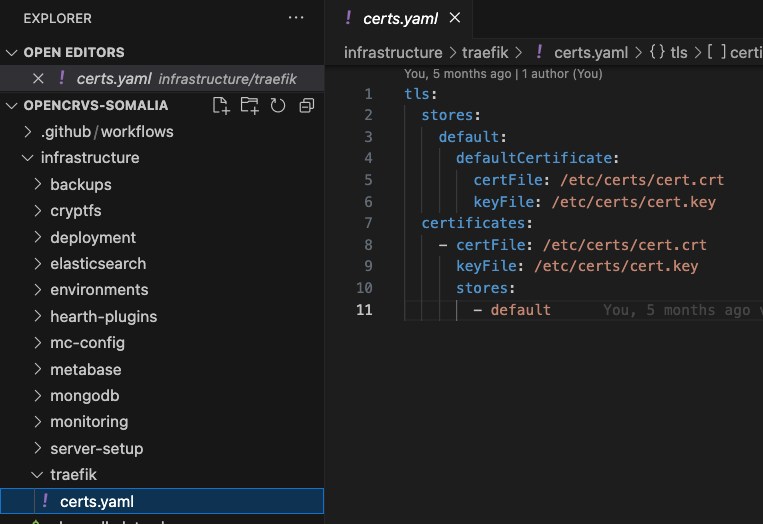 EXPLORER
OPEN EDITORS
certs.yaml infrastructure/traefik
OPENCRVS-SOMALIA
.github/workflows
infrastructure
backups
cryptfs
deployment
elasticsearch
environments
hearth-plugins
mc-config
metabase
mongodb
monitoring
server-setup
traefik
certs.yaml
certs.yaml
infrastructure > traefik > ! certs.yaml > {} tls > [ ] certi
You, 5 months ago | 1 author (You)
1 tls:
2 stores:
3 default:
4 defaultCertificate:
5 certFile: /etc/certs/cert.crt
6 keyFile: /etc/certs/cert.key
7 certificates:
8 - certFile: /etc/certs/cert.crt
9 keyFile: /etc/certs/cert.key
10 stores:
11 - default You, 5 months ago